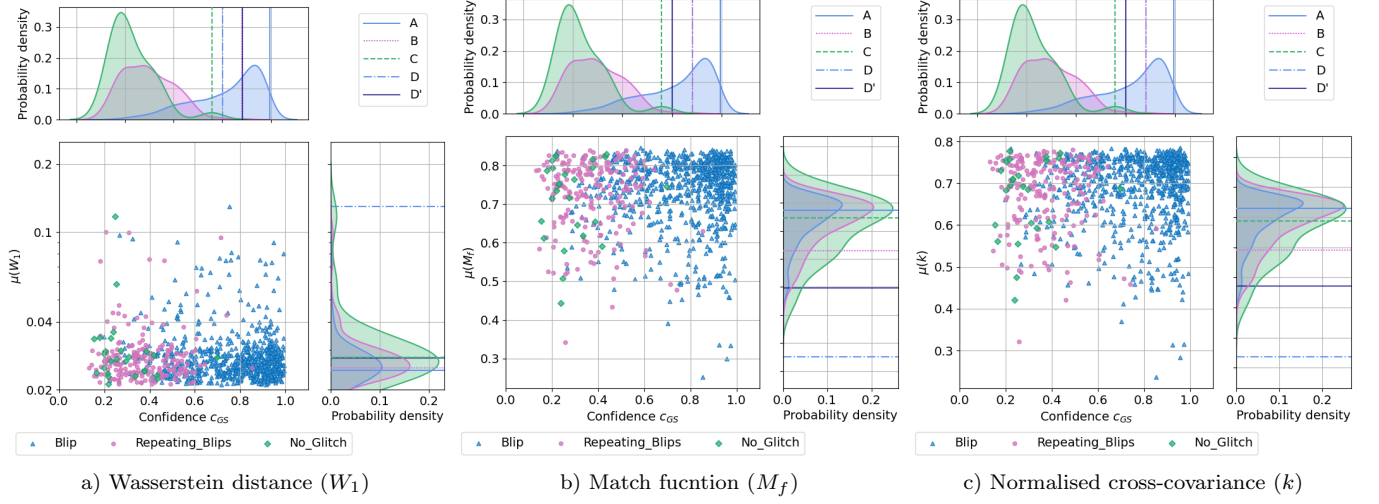 Probability density
0.3
0.2
0.1
0.0
A
B
C
D
D'
μ(W₁)
0.2
0.1
0.04
0.02
0.0 0.2 0.4 0.6 0.8 1.0
Confidence c_GS
0.0 0.2 0.4
Probability density
Blip Repeating_Blips No_Glitch
a) Wasserstein distance (W₁)
Probability density
0.3
0.2
0.1
0.0
A
B
C
D
D'
μ(M_f)
0.8
0.7
0.6
0.5
0.4
0.3
0.0 0.2 0.4 0.6 0.8 1.0
Confidence c_GS
0.0 0.1 0.2
Probability density
Blip Repeating_Blips No_Glitch
b) Match fucntion (M_f)
Probability density
0.3
0.2
0.1
0.0
A
B
C
D
D'
μ(k)
0.8
0.7
0.6
0.5
0.4
0.3
0.0 0.2 0.4 0.6 0.8 1.0
Confidence c_GS
0.0 0.1 0.2
Probability density
Blip Repeating_Blips No_Glitch
c) Normalised cross-covariance (k)